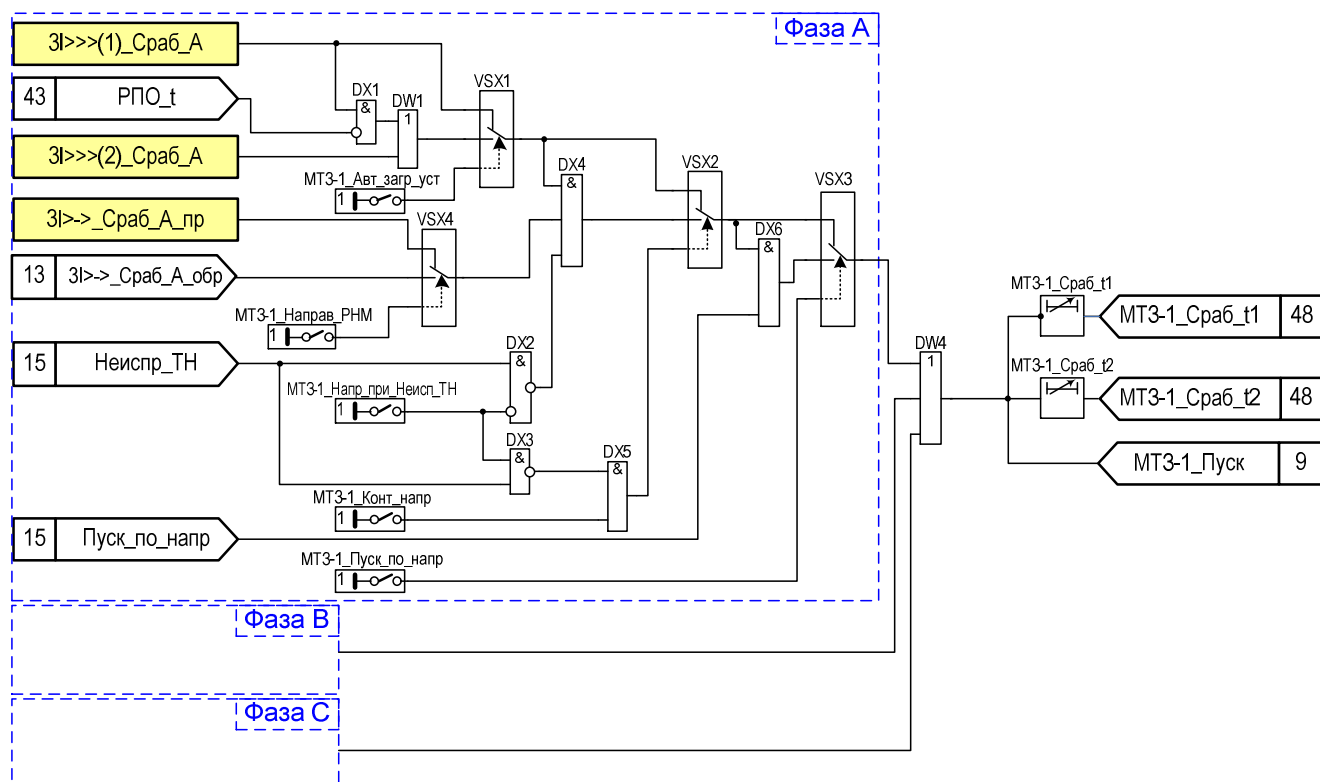 Фаза А
3I>>>(1)_Сраб_А
43 РПО_t
3I>>>(2)_Сраб_А
3I>->_Сраб_А_пр
13 3I>->_Сраб_А_обр
15 Неиспр_ТН
15 Пуск_по_напр
DX1
&
DW1
1
VSX1
МТЗ-1_Авт_загр_уст
1
VSX4
МТЗ-1_Направ_РНМ
1
DX4
&
DX2
&
МТЗ-1_Напр_при_Неисп_ТН
1
DX3
&
DX5
&
МТЗ-1_Конт_напр
1
МТЗ-1_Пуск_по_напр
1
VSX2
DX6
&
VSX3
DW4
1
МТЗ-1_Сраб_t1
МТЗ-1_Сраб_t1 48
МТЗ-1_Сраб_t2
МТЗ-1_Сраб_t2 48
МТЗ-1_Пуск 9
Фаза В
Фаза С